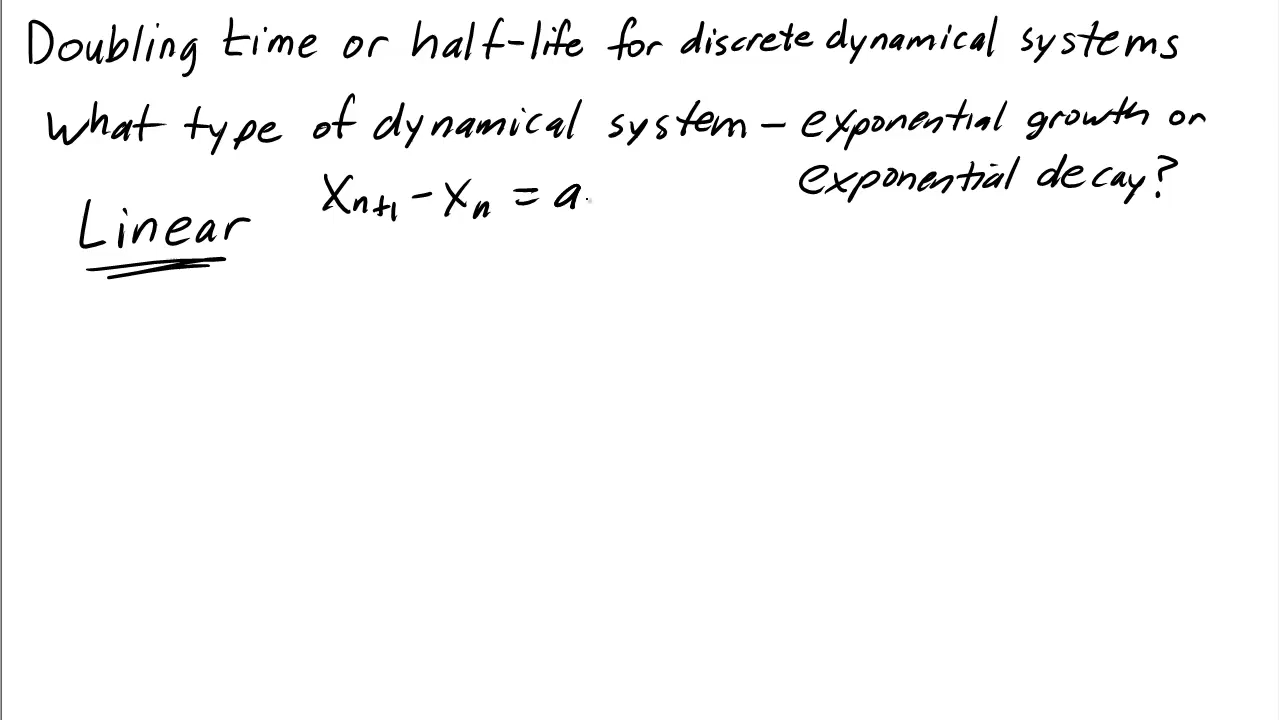 Doubling time or half-life for discrete dynamical systems
What type of dynamical system – exponential growth or
exponential decay?
Linear
Xn+1 - Xn = a